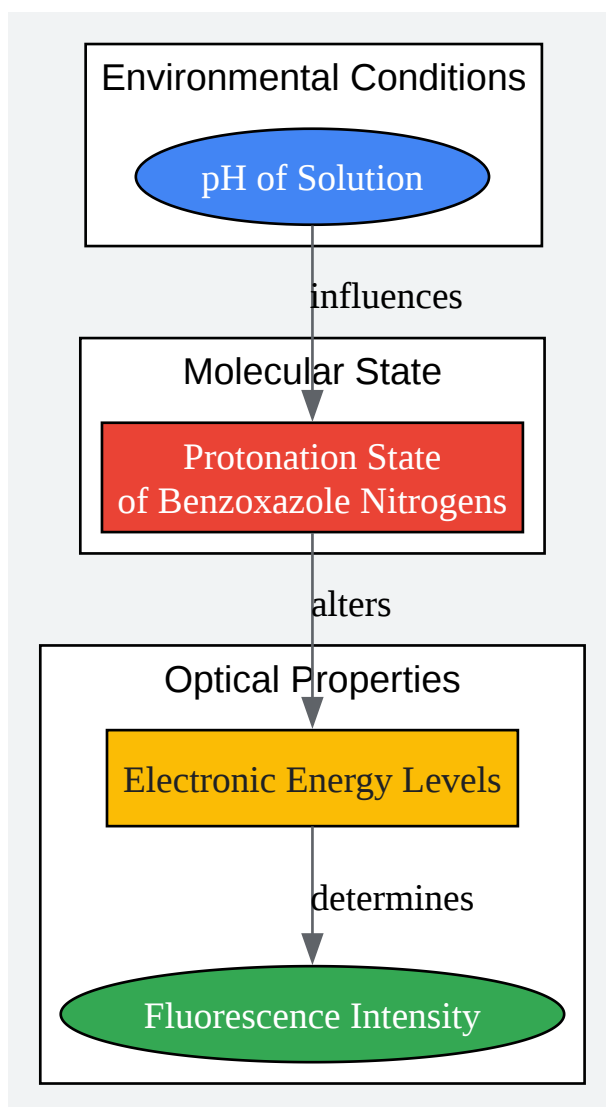 Environmental Conditions
pH of Solution
influences
Molecular State
Protonation State
of Benzoxazole Nitrogens
alters
Optical Properties
Electronic Energy Levels
determines
Fluorescence Intensity